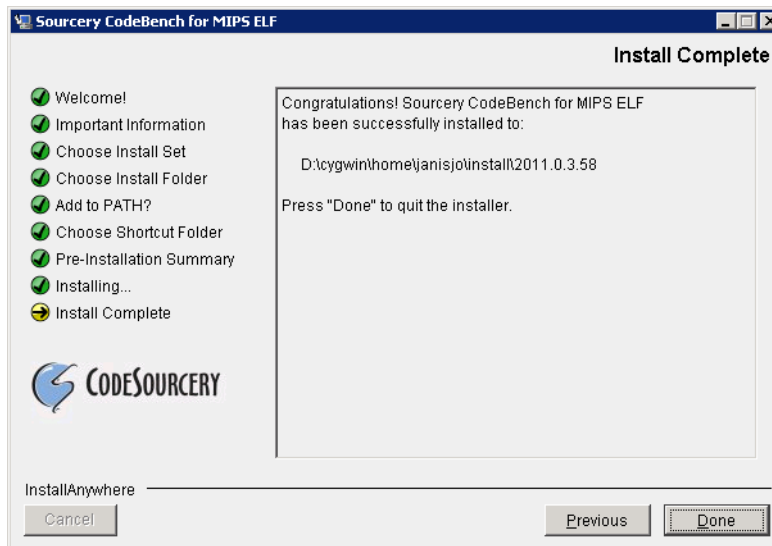 Sourcery CodeBench for MIPS ELF
Install Complete
Welcome!
Important Information
Choose Install Set
Choose Install Folder
Add to PATH?
Choose Shortcut Folder
Pre-Installation Summary
Installing...
Install Complete
CODESOURCERY
Congratulations! Sourcery CodeBench for MIPS ELF
has been successfully installed to:
D:\cygwin\home\janisjo\install\2011.0.3.58
Press "Done" to quit the installer.
InstallAnywhere
Cancel
Previous
Done